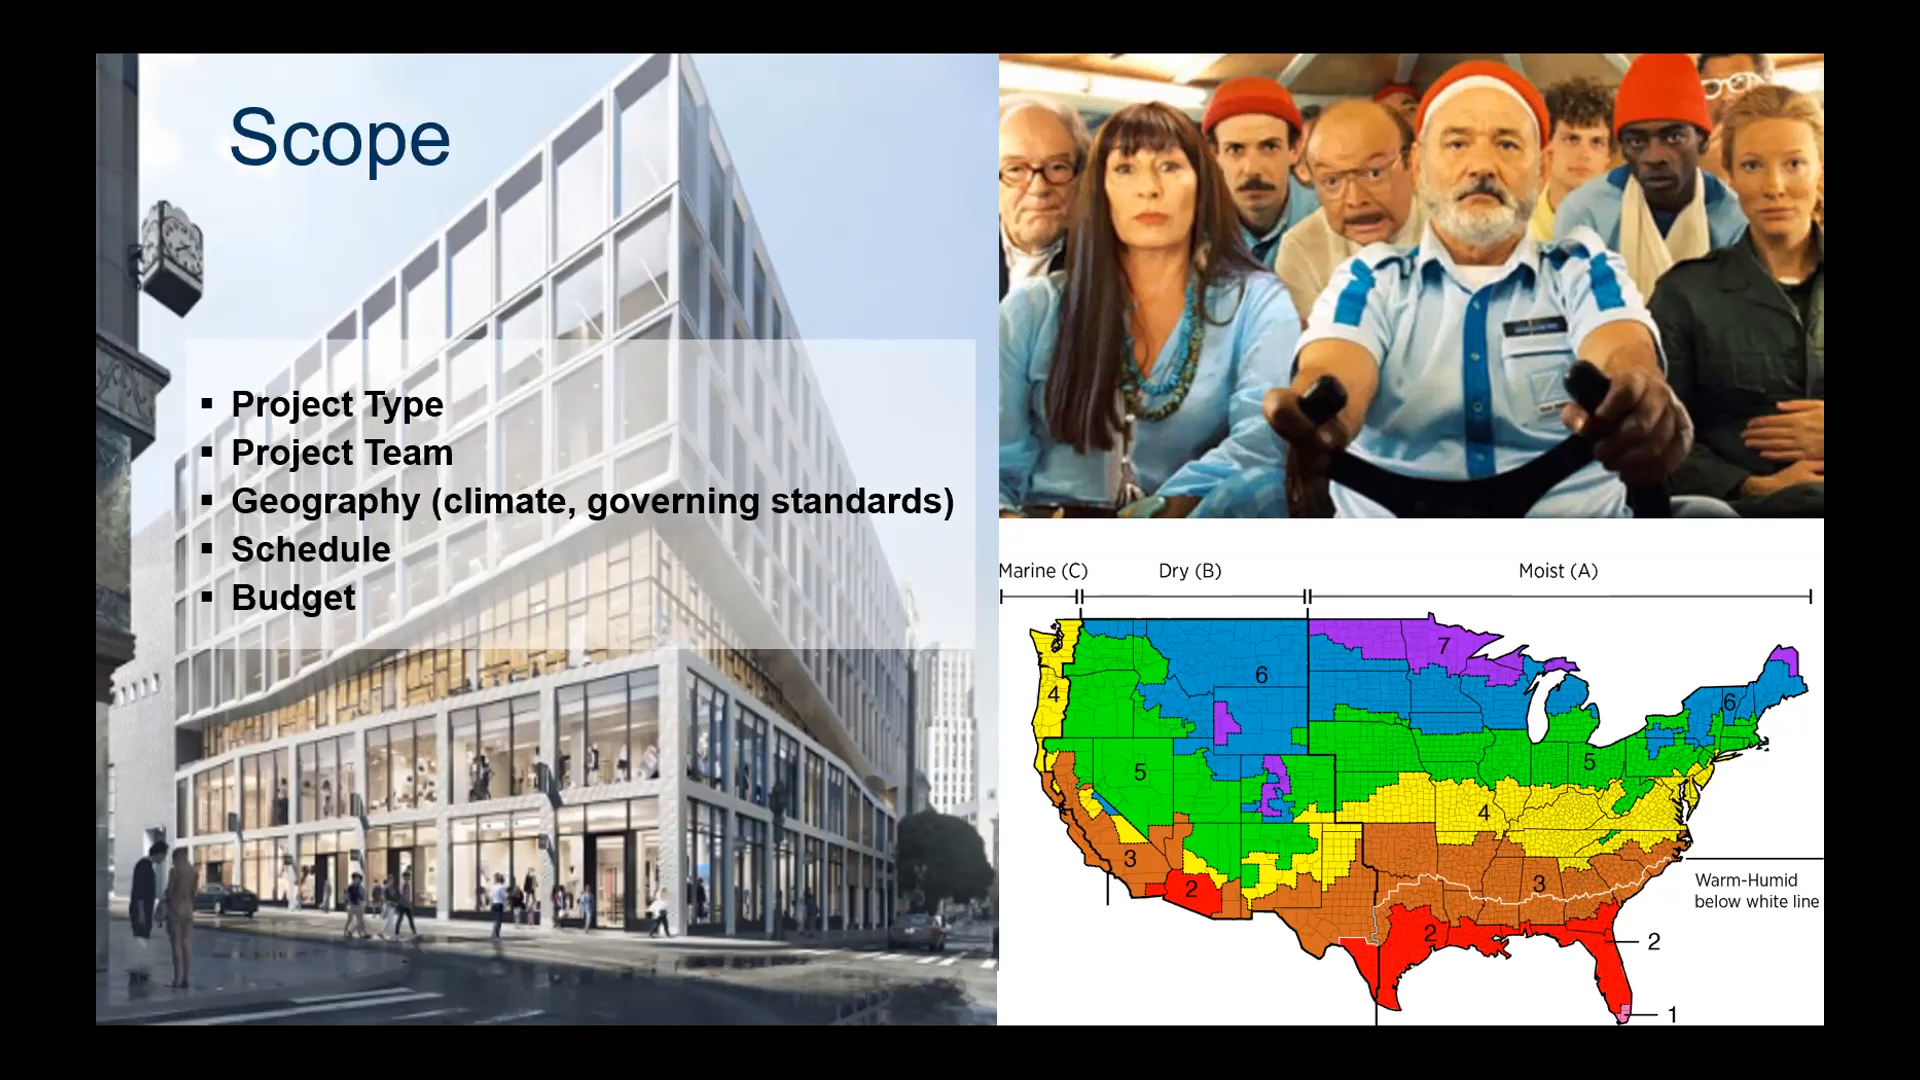 Scope
▪ Project Type
▪ Project Team
▪ Geography (climate, governing standards)
▪ Schedule
▪ Budget
Marine (C) Dry (B) Moist (A)
7
6
6
4
5
5
4
3
3
2
Warm-Humid
below white line
2
2
1